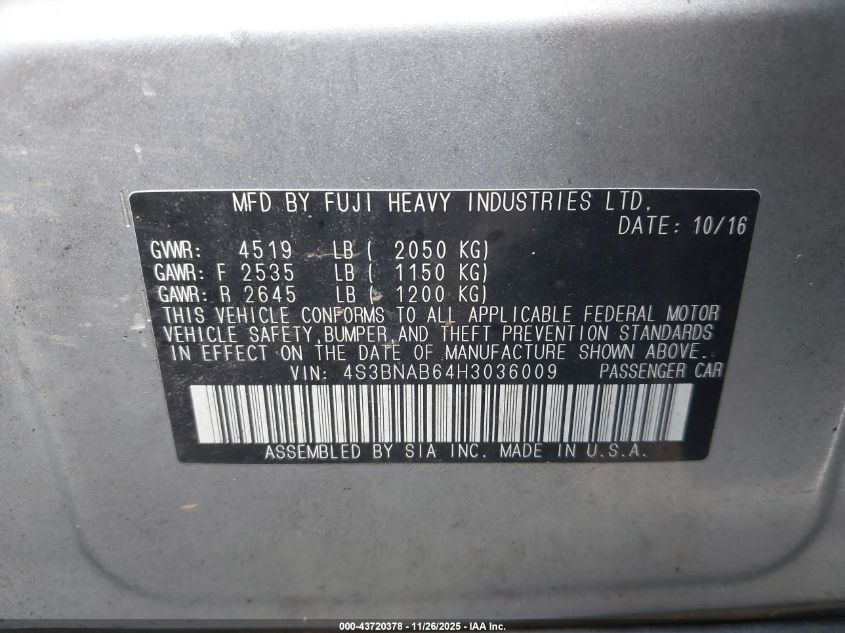 MFD BY FUJI HEAVY INDUSTRIES LTD.
DATE: 10/16
GVWR: 4519 LB ( 2050 KG)
GAWR: F 2535 LB ( 1150 KG)
GAWR: R 2645 LB ( 1200 KG)
THIS VEHICLE CONFORMS TO ALL APPLICABLE FEDERAL MOTOR
VEHICLE SAFETY,BUMPER,AND THEFT PREVENTION STANDARDS
IN EFFECT ON THE DATE OF MANUFACTURE SHOWN ABOVE.
VIN: 4S3BNAB64H3036009 PASSENGER CAR
ASSEMBLED BY SIA INC. MADE IN U.S.A.
000-43720378 - 11/26/2025 - IAA Inc.